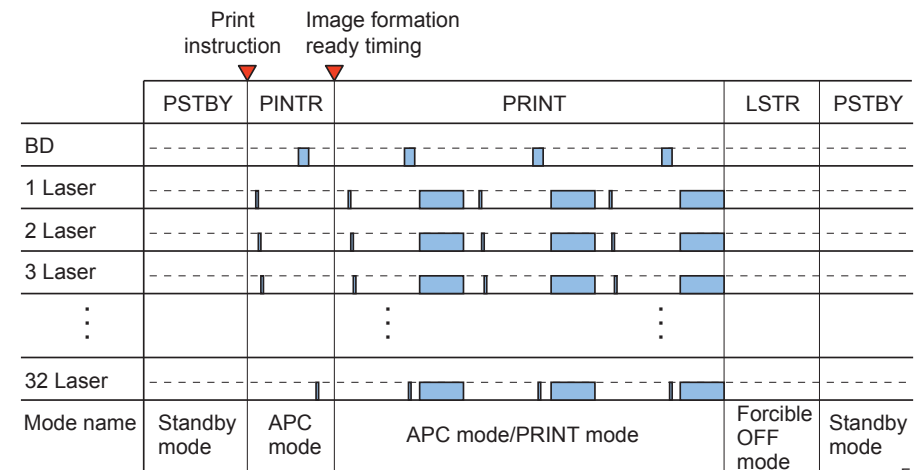 Print
instruction
Image formation
ready timing
PSTBY PINTR PRINT LSTR PSTBY
BD
1 Laser
2 Laser
3 Laser
32 Laser
Mode name
Standby
mode
APC
mode
APC mode/PRINT mode
Forcible
OFF
mode
Standby
mode